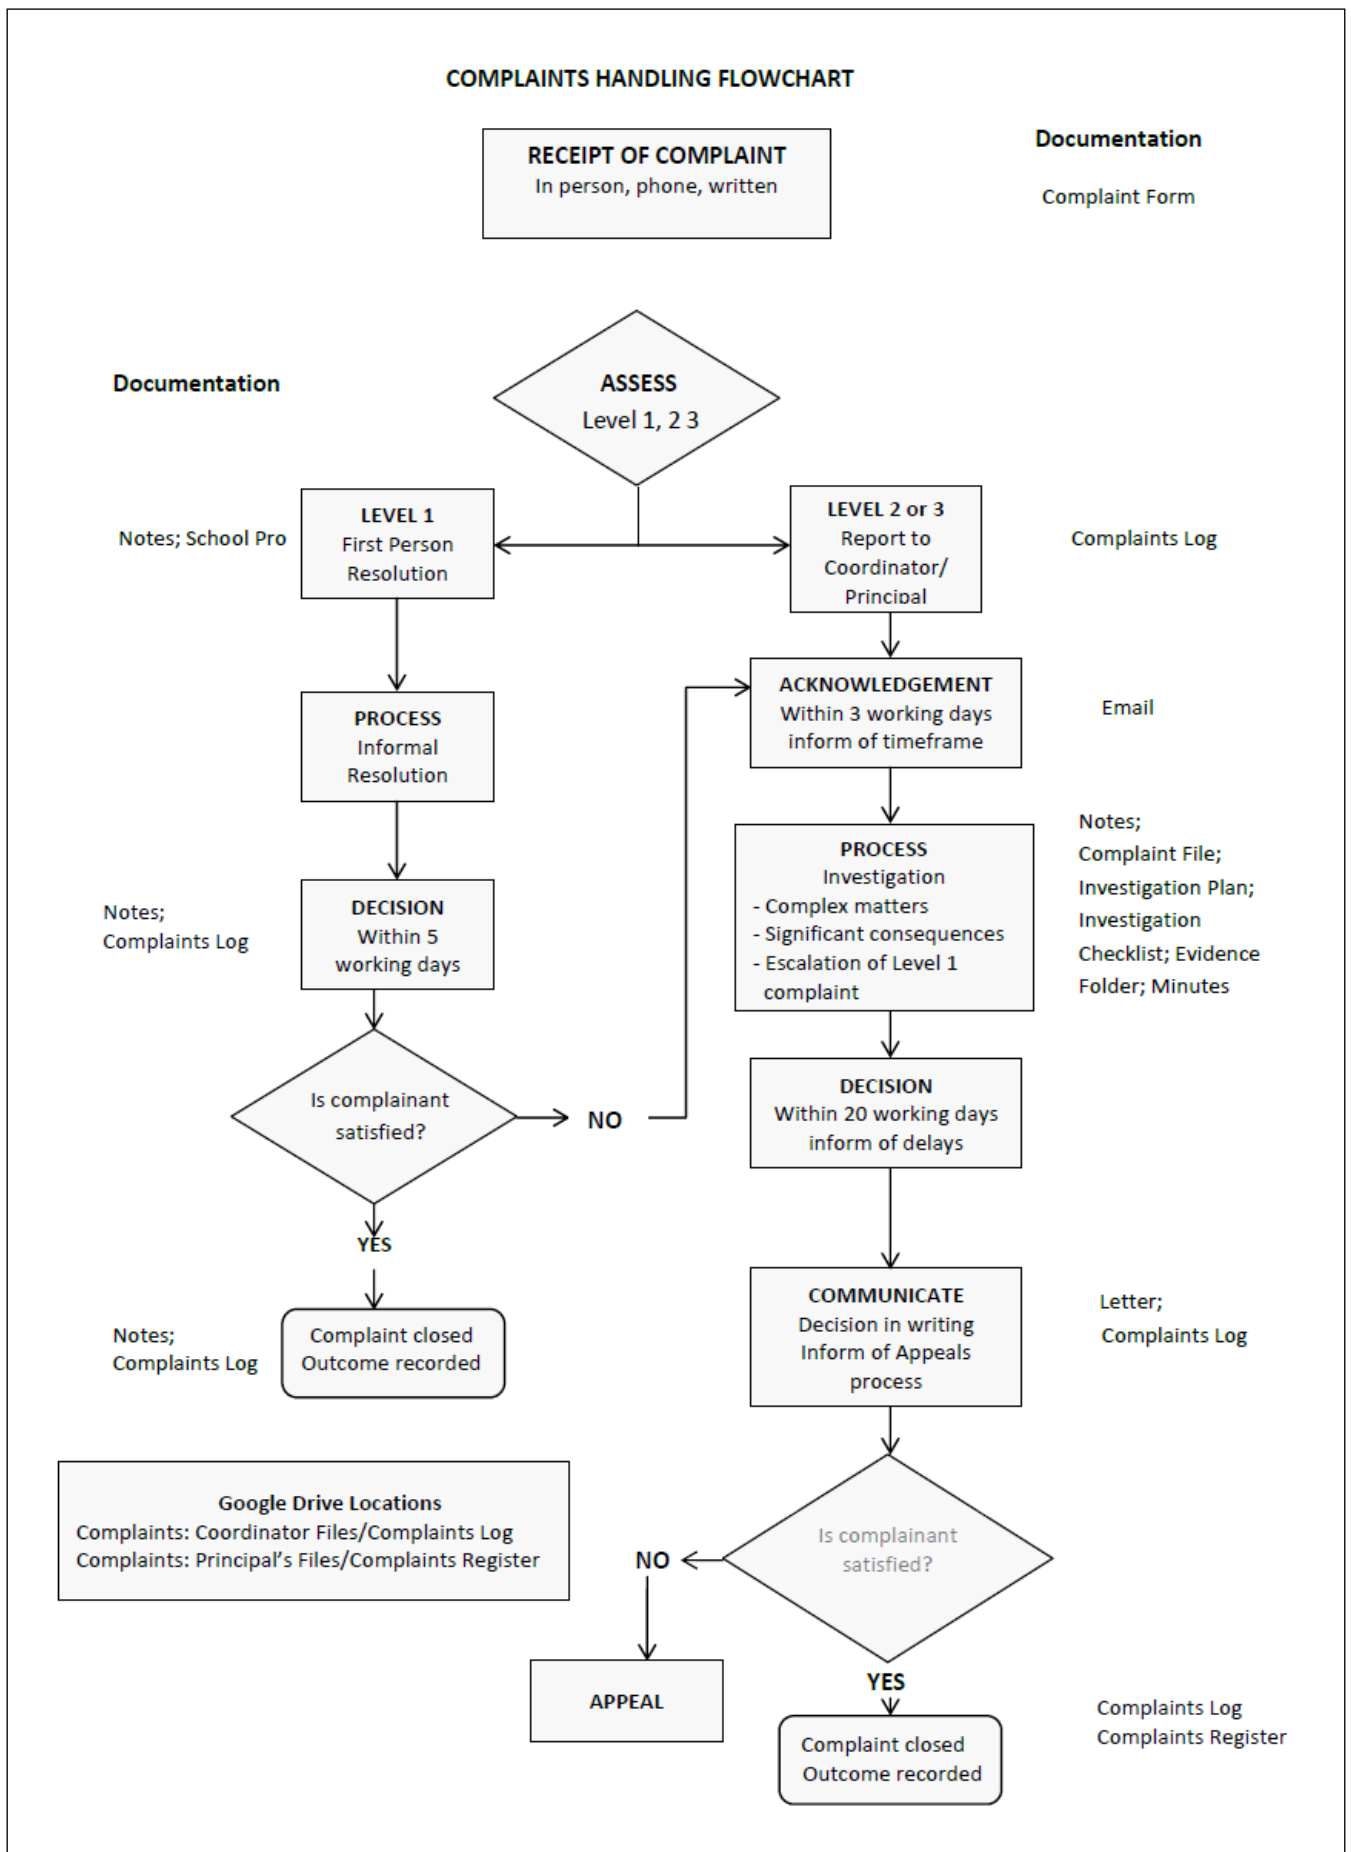 COMPLAINTS HANDLING FLOWCHART
RECEIPT OF COMPLAINT
In person, phone, written
Documentation
Complaint Form
Documentation
ASSESS
Level 1, 2 3
Notes; School Pro
LEVEL 1
First Person
Resolution
LEVEL 2 or 3
Report to
Coordinator/
Principal
Complaints Log
PROCESS
Informal
Resolution
ACKNOWLEDGEMENT
Within 3 working days
inform of timeframe
Email
PROCESS
Investigation
- Complex matters
- Significant consequences
- Escalation of Level 1
complaint
Notes;
Complaint File;
Investigation Plan;
Investigation
Checklist; Evidence
Folder; Minutes
Notes;
Complaints Log
DECISION
Within 5
working days
Is complainant
satisfied?
NO
DECISION
Within 20 working days
inform of delays
YES
Notes;
Complaints Log
Complaint closed
Outcome recorded
COMMUNICATE
Decision in writing
Inform of Appeals
process
Letter;
Complaints Log
Google Drive Locations
Complaints: Coordinator Files/Complaints Log
Complaints: Principal’s Files/Complaints Register
Is complainant
satisfied?
NO
APPEAL
YES
Complaint closed
Outcome recorded
Complaints Log
Complaints Register